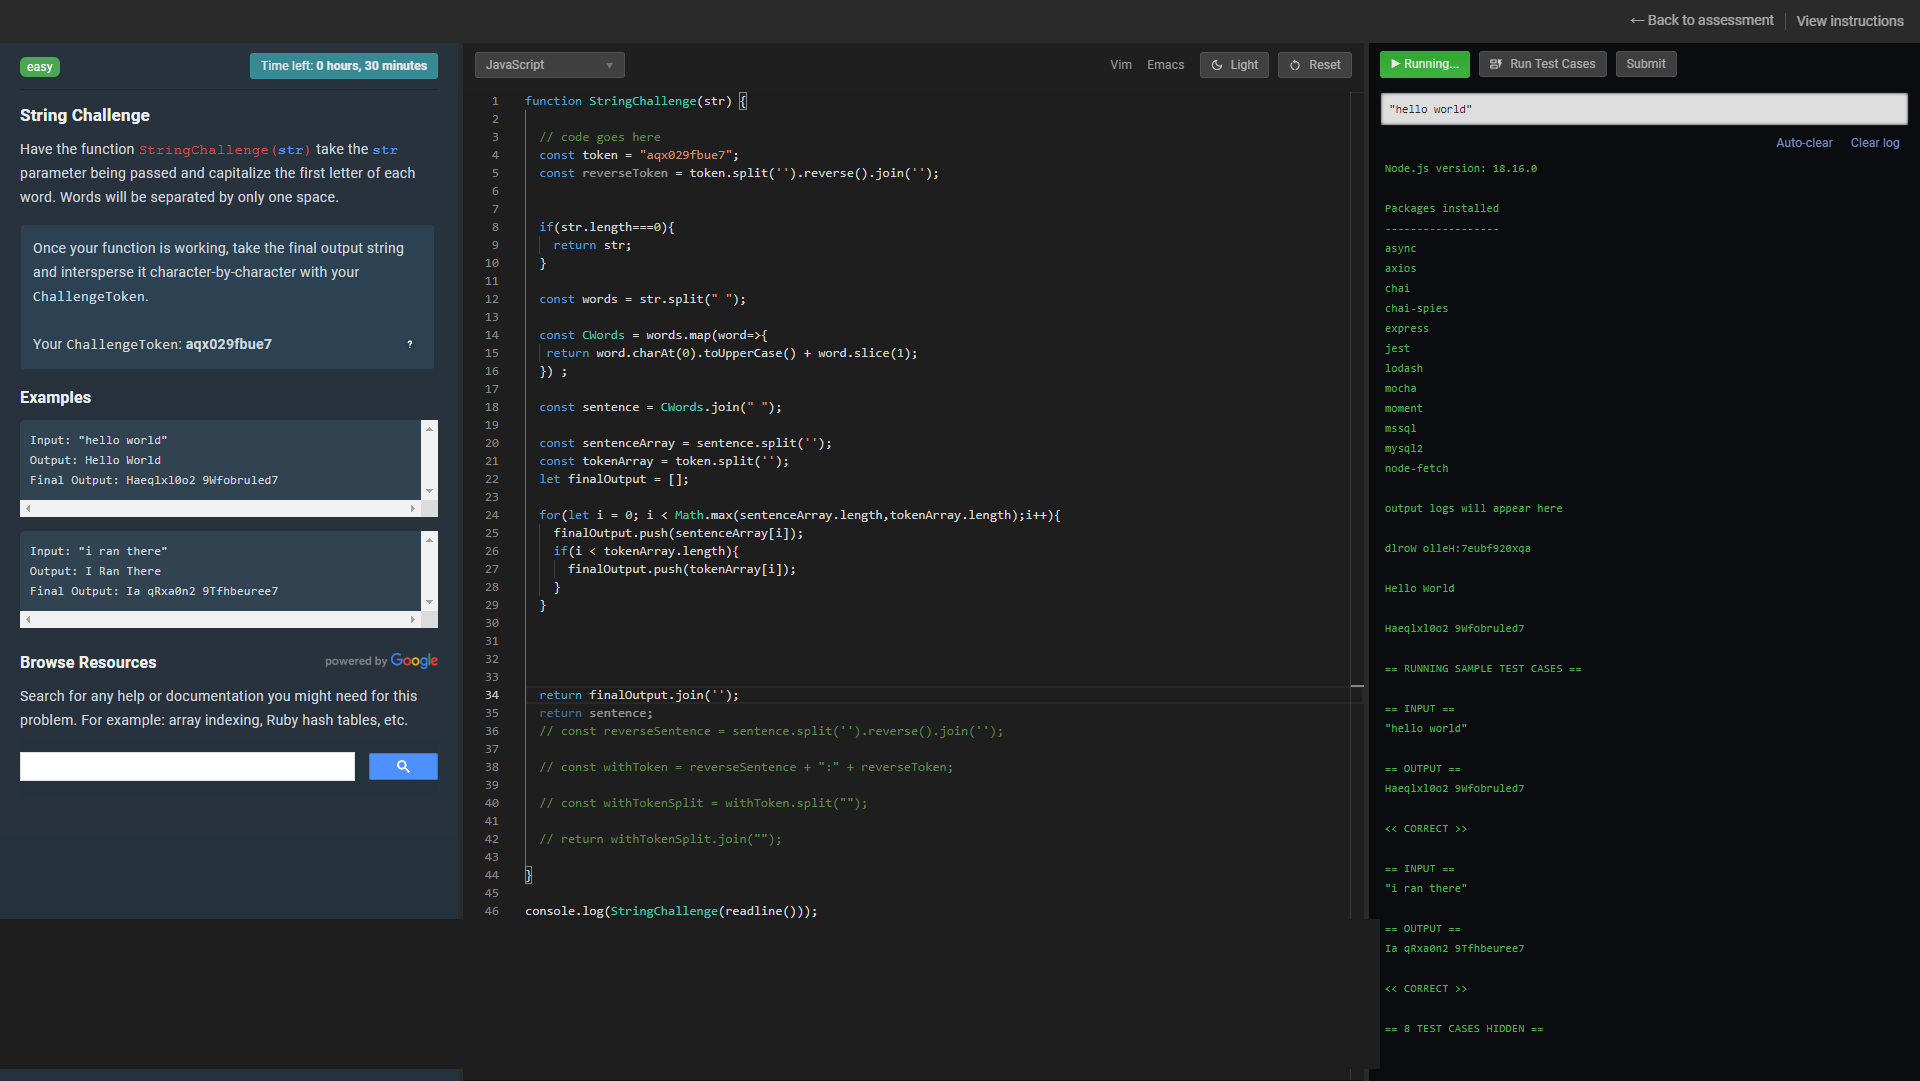 ← Back to assessment
View instructions
easy
Time left: 0 hours, 30 minutes
String Challenge
Have the function StringChallenge(str) take the str
parameter being passed and capitalize the first letter of each
word. Words will be separated by only one space.
Once your function is working, take the final output string
and intersperse it character-by-character with your
ChallengeToken.
Your ChallengeToken: aqx029fbue7
?
Examples
Input: "hello world"
Output: Hello World
Final Output: Haeqlxl0o2 9Wfobruled7
Input: "i ran there"
Output: I Ran There
Final Output: Ia qRxa0n2 9Tfhbeuree7
Browse Resources
powered by Google
Search for any help or documentation you might need for this
problem. For example: array indexing, Ruby hash tables, etc.
JavaScript
Vim
Emacs
Light
Reset
1 function StringChallenge(str) {
2
3 // code goes here
4 const token = "aqx029fbue7";
5 const reverseToken = token.split('').reverse().join('');
6
7
8 if(str.length===0){
9 return str;
10 }
11
12 const words = str.split(" ");
13
14 const CWords = words.map(word=>{
15 return word.charAt(0).toUpperCase() + word.slice(1);
16 }) ;
17
18 const sentence = CWords.join(" ");
19
20 const sentenceArray = sentence.split('');
21 const tokenArray = token.split('');
22 let finalOutput = [];
23
24 for(let i = 0; i < Math.max(sentenceArray.length,tokenArray.length);i++){
25 finalOutput.push(sentenceArray[i]);
26 if(i < tokenArray.length){
27 finalOutput.push(tokenArray[i]);
28 }
29 }
30
31
32
33
34 return finalOutput.join('');
35 return sentence;
36 // const reverseSentence = sentence.split('').reverse().join('');
37
38 // const withToken = reverseSentence + ":" + reverseToken;
39
40 // const withTokenSplit = withToken.split("");
41
42 // return withTokenSplit.join("");
43
44 }
45
46 console.log(StringChallenge(readline()));
Running...
Run Test Cases
Submit
"hello world"
Auto-clear
Clear log
Node.js version: 18.16.0
Packages installed
------------------
async
axios
chai
chai-spies
express
jest
lodash
mocha
moment
mssql
mysql2
node-fetch
output logs will appear here
dlroW olleH:7eubf920xqa
Hello World
Haeqlxl0o2 9Wfobruled7
== RUNNING SAMPLE TEST CASES ==
== INPUT ==
"hello world"
== OUTPUT ==
Haeqlxl0o2 9Wfobruled7
<< CORRECT >>
== INPUT ==
"i ran there"
== OUTPUT ==
Ia qRxa0n2 9Tfhbeuree7
<< CORRECT >>
== 8 TEST CASES HIDDEN ==